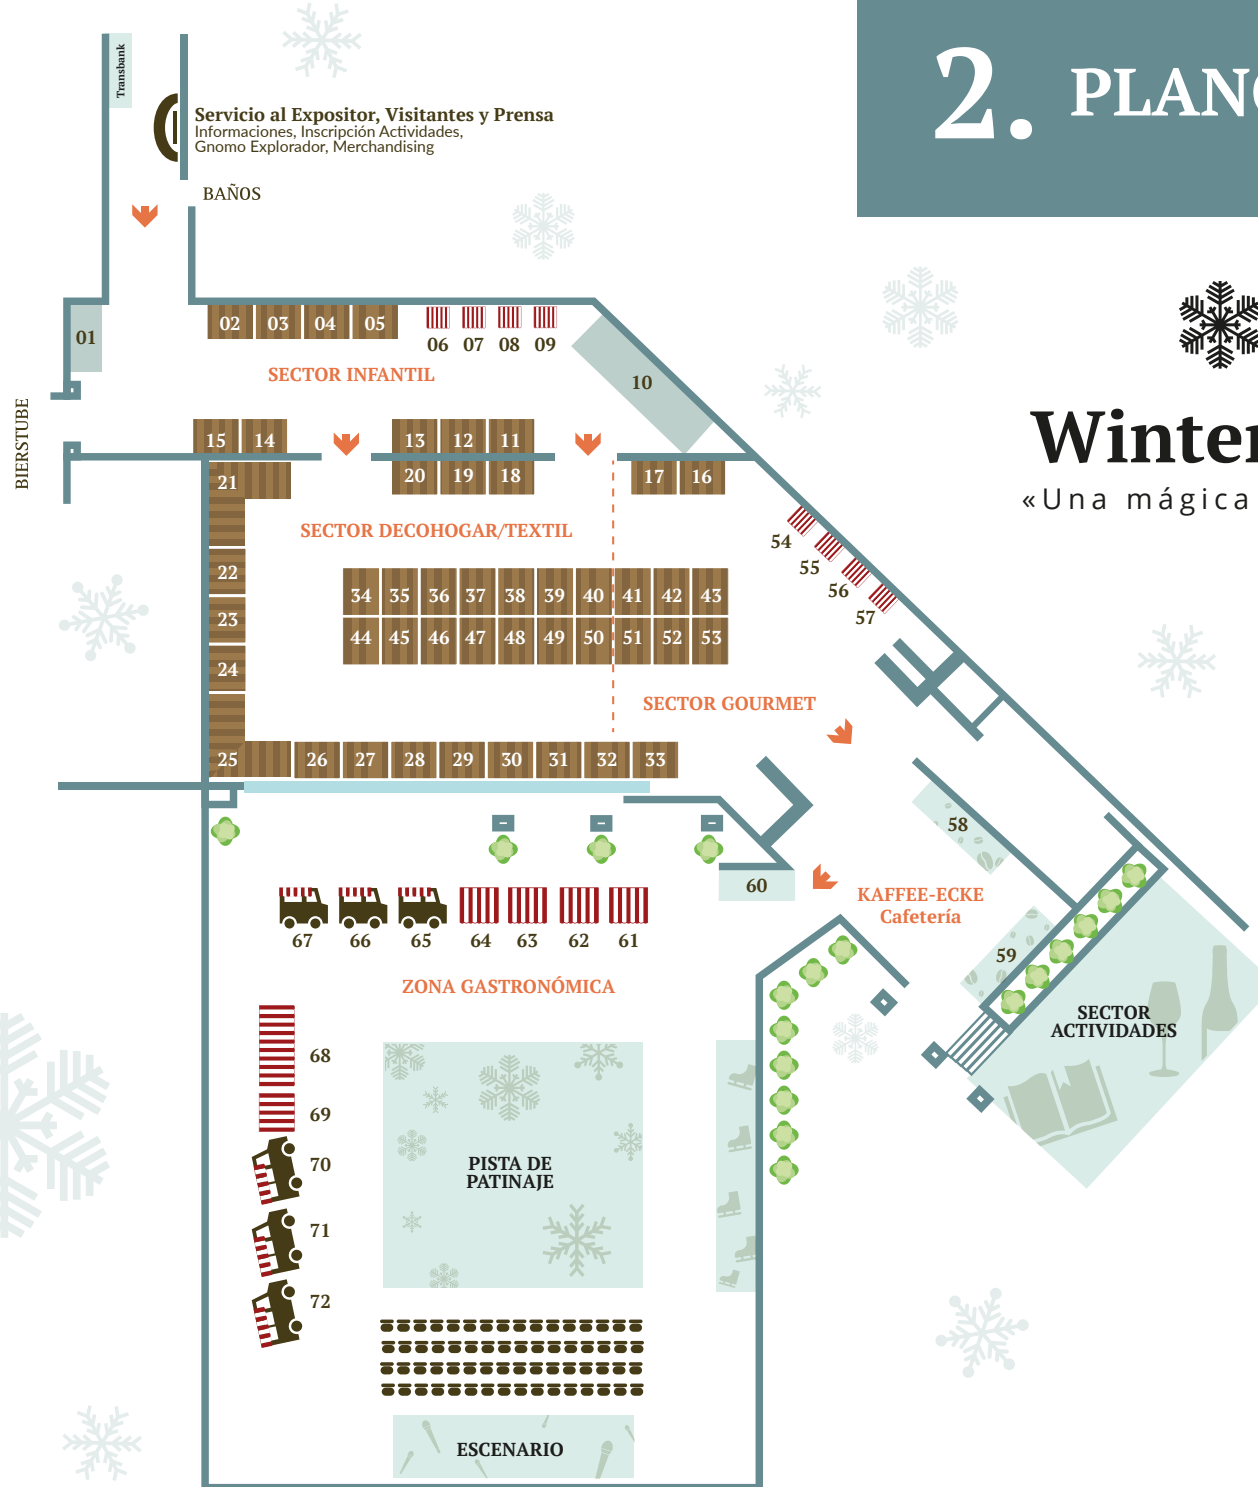 Transbank
2. PLANO
Servicio al Expositor, Visitantes y Prensa
Informaciones, Inscripción Actividades,
Gnomo Explorador, Merchandising
BAÑOS
01
02 03 04 05
06 07 08 09
10
SECTOR INFANTIL
BIERSTUBE
Winter
«Una mágica
15 14
13 12 11
20 19 18
17 16
21
SECTOR DECOHOGAR/TEXTIL
54
55
56
57
22
23
24
34 35 36 37 38 39 40 41 42 43
44 45 46 47 48 49 50 51 52 53
SECTOR GOURMET
25 26 27 28 29 30 31 32 33
58
60
KAFFEE-ECKE
Cafetería
67 66 65 64 63 62 61
59
ZONA GASTRONÓMICA
SECTOR
ACTIVIDADES
68
69
70
71
72
PISTA DE
PATINAJE
ESCENARIO